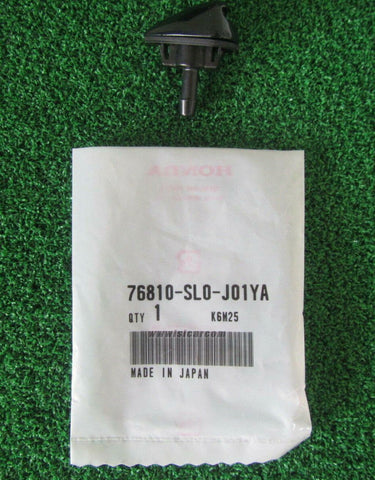 HONDA
76810-SL0-J01YA
QTY 1 K6M25
www.isicar.com
MADE IN JAPAN